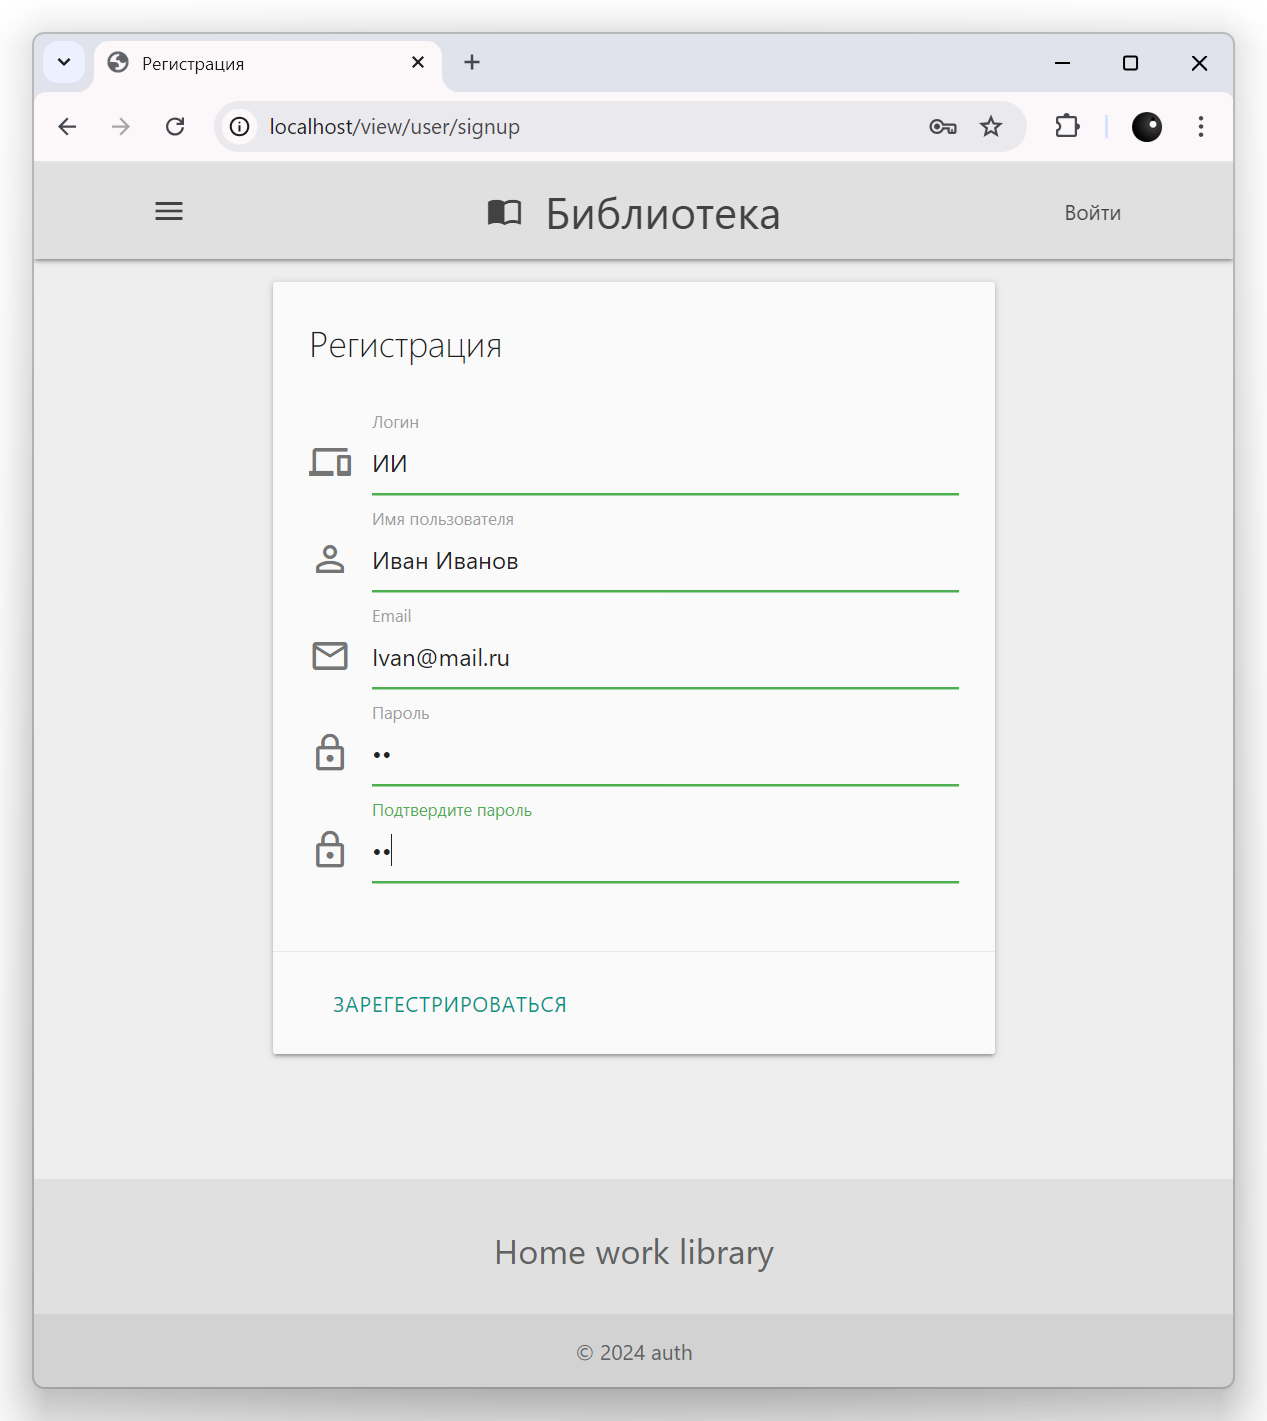 Регистрация
localhost/view/user/signup
Библиотека
Войти
Регистрация
Логин
ИИ
Имя пользователя
Иван Иванов
Email
Ivan@mail.ru
Пароль
••
Подтвердите пароль
••
ЗАРЕГЕСТРИРОВАТЬСЯ
Home work library
© 2024 auth